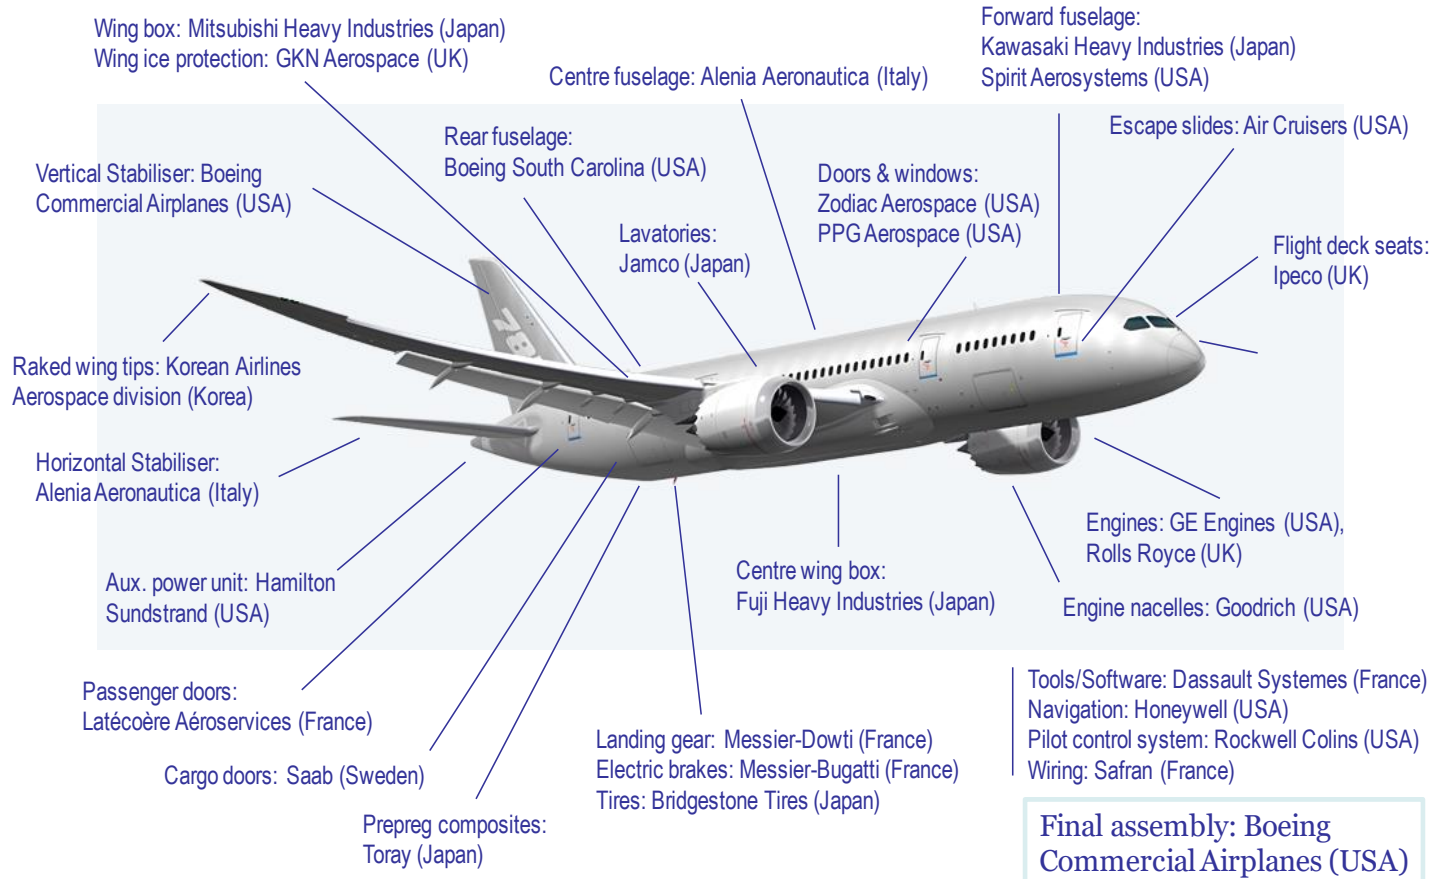 Wing box: Mitsubishi Heavy Industries (Japan)
Wing ice protection: GKN Aerospace (UK)
Forward fuselage:
Kawasaki Heavy Industries (Japan)
Spirit Aerosystems (USA)
Centre fuselage: Alenia Aeronautica (Italy)
Escape slides: Air Cruisers (USA)
Rear fuselage:
Boeing South Carolina (USA)
Vertical Stabiliser: Boeing
Commercial Airplanes (USA)
Doors & windows:
Zodiac Aerospace (USA)
PPG Aerospace (USA)
Lavatories:
Jamco (Japan)
Flight deck seats:
Ipeco (UK)
78
Raked wing tips: Korean Airlines
Aerospace division (Korea)
Horizontal Stabiliser:
Alenia Aeronautica (Italy)
Engines: GE Engines (USA),
Rolls Royce (UK)
Aux. power unit: Hamilton
Sundstrand (USA)
Centre wing box:
Fuji Heavy Industries (Japan)
Engine nacelles: Goodrich (USA)
Passenger doors:
Latécoère Aéroservices (France)
Tools/Software: Dassault Systemes (France)
Navigation: Honeywell (USA)
Pilot control system: Rockwell Colins (USA)
Wiring: Safran (France)
Landing gear: Messier-Dowti (France)
Electric brakes: Messier-Bugatti (France)
Tires: Bridgestone Tires (Japan)
Cargo doors: Saab (Sweden)
Prepreg composites:
Toray (Japan)
Final assembly: Boeing
Commercial Airplanes (USA)